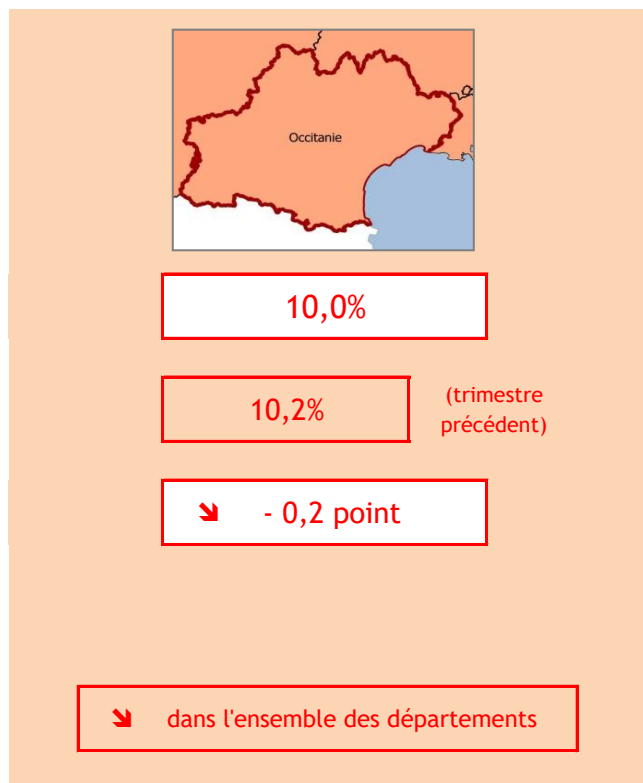 Occitanie
10,0%
10,2%
(trimestre
précédent)
- 0,2 point
dans l'ensemble des départements